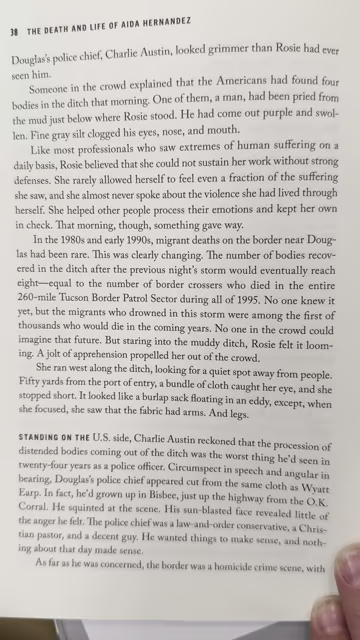 38 THE DEATH AND LIFE OF AIDA HERNANDEZ
Douglas's police chief, Charlie Austin, looked grimmer than Rosie had ever
seen him.
Someone in the crowd explained that the Americans had found four
bodies in the ditch that morning. One of them, a man, had been pried from
the mud just below where Rosie stood. He had come out purple and swol-
len. Fine gray silt clogged his eyes, nose, and mouth.
Like most professionals who saw extremes of human suffering on a
daily basis, Rosie believed that she could not sustain her work without strong
defenses. She rarely allowed herself to feel even a fraction of the suffering
she saw, and she almost never spoke about the violence she had lived through
herself. She helped other people process their emotions and kept her own
in check. That morning, though, something gave way.
In the 1980s and early 1990s, migrant deaths on the border near Doug-
las had been rare. This was clearly changing. The number of bodies recov-
ered in the ditch after the previous night's storm would eventually reach
eight—equal to the number of border crossers who died in the entire
260-mile Tucson Border Patrol Sector during all of 1995. No one knew it
yet, but the migrants who drowned in this storm were among the first of
thousands who would die in the coming years. No one in the crowd could
imagine that future. But staring into the muddy ditch, Rosie felt it loom-
ing. A jolt of apprehension propelled her out of the crowd.
She ran west along the ditch, looking for a quiet spot away from people.
Fifty yards from the port of entry, a bundle of cloth caught her eye, and she
stopped short. It looked like a burlap sack floating in an eddy, except, when
she focused, she saw that the fabric had arms. And legs.
STANDING ON THE U.S. side, Charlie Austin reckoned that the procession of
distended bodies coming out of the ditch was the worst thing he'd seen in
twenty-four years as a police officer. Circumspect in speech and angular in
bearing, Douglas's police chief appeared cut from the same cloth as Wyatt
Earp. In fact, he'd grown up in Bisbee, just up the highway from the O.K.
Corral. He squinted at the scene. His sun-blasted face revealed little of
the anger he felt. The police chief was a law-and-order conservative, a Chris-
tian pastor, and a decent guy. He wanted things to make sense, and noth-
ing about that day made sense.
As far as he was concerned, the border was a homicide crime scene, with